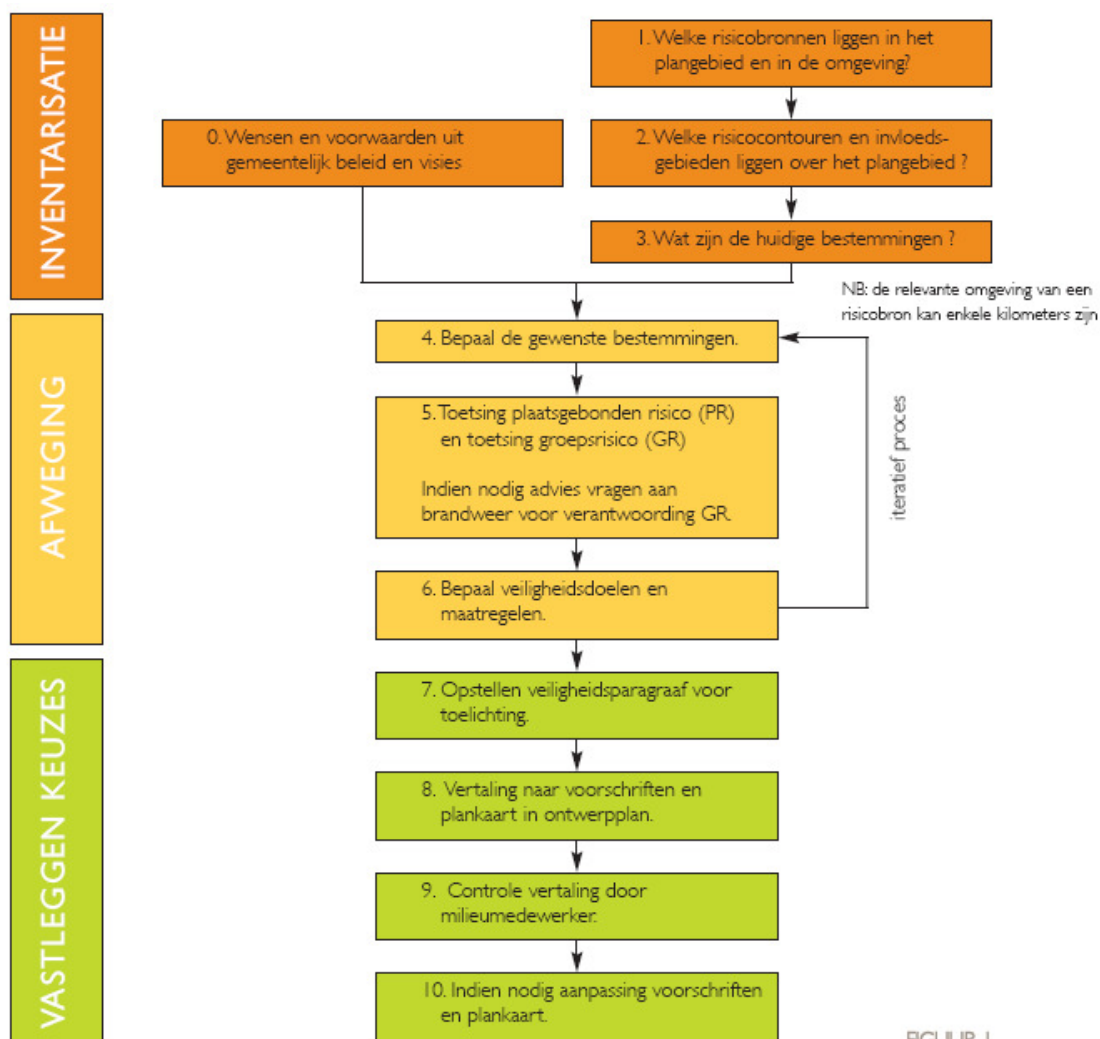 INVENTARISATIE
1. Welke risicobronnen liggen in het
plangebied en in de omgeving?
0. Wensen en voorwaarden uit
gemeentelijk beleid en visies
2. Welke risicocontouren en invloeds-
gebieden liggen over het plangebied ?
3. Wat zijn de huidige bestemmingen ?
NB: de relevante omgeving van een
risicobron kan enkele kilometers zijn
AFWEGING
4. Bepaal de gewenste bestemmingen.
5. Toetsing plaatsgebonden risico (PR)
en toetsing groepsrisico (GR)
Indien nodig advies vragen aan
brandweer voor verantwoording GR.
iteratief proces
6. Bepaal veiligheidsdoelen en
maatregelen.
VASTLEGGEN KEUZES
7. Opstellen veiligheidsparagraaf voor
toelichting.
8. Vertaling naar voorschriften en
plankaart in ontwerpplan.
9. Controle vertaling door
milieumedewerker.
10. Indien nodig aanpassing voorschriften
en plankaart.
FIGUUR 1